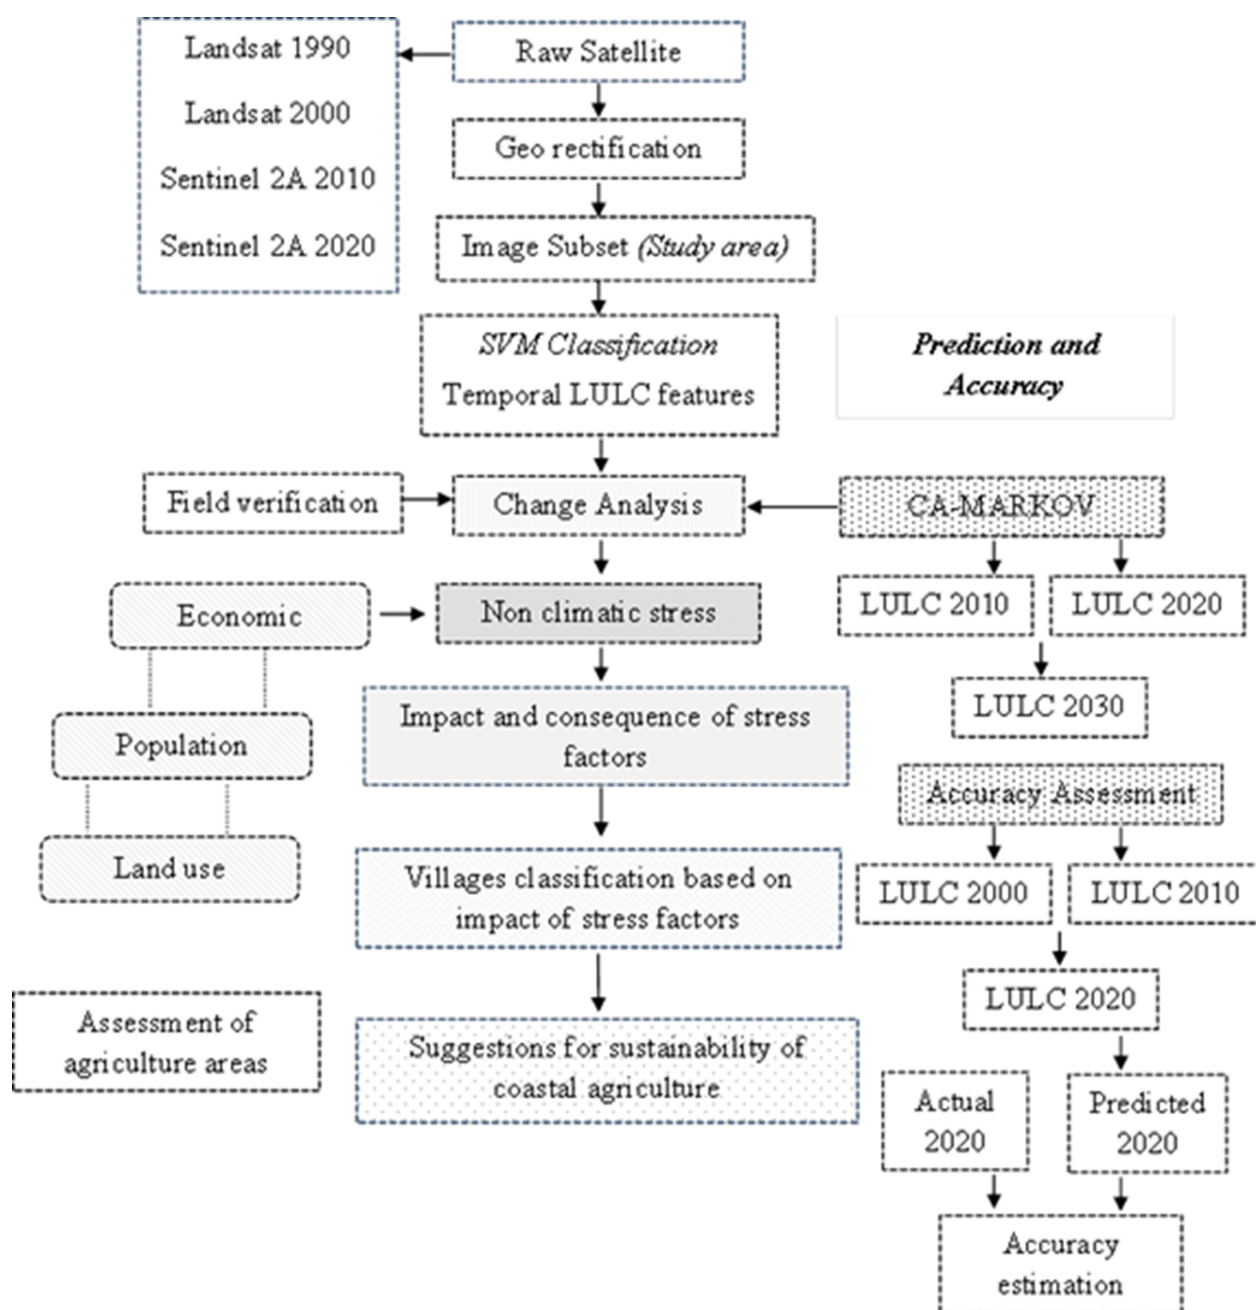 Landsat 1990
Landsat 2000
Sentinel 2A 2010
Sentinel 2A 2020
Raw Satellite
Geo rectification
Image Subset (Study area)
SVM Classification
Temporal LULC features
Prediction and
Accuracy
Field verification
Change Analysis
CA-MARKOV
LULC 2010
LULC 2020
LULC 2030
Economic
Non climatic stress
Population
Impact and consequence of stress
factors
Land use
Villages classification based on
impact of stress factors
Accuracy Assessment
LULC 2000
LULC 2010
LULC 2020
Assessment of
agriculture areas
Suggestions for sustainability of
coastal agriculture
Actual
2020
Predicted
2020
Accuracy
estimation